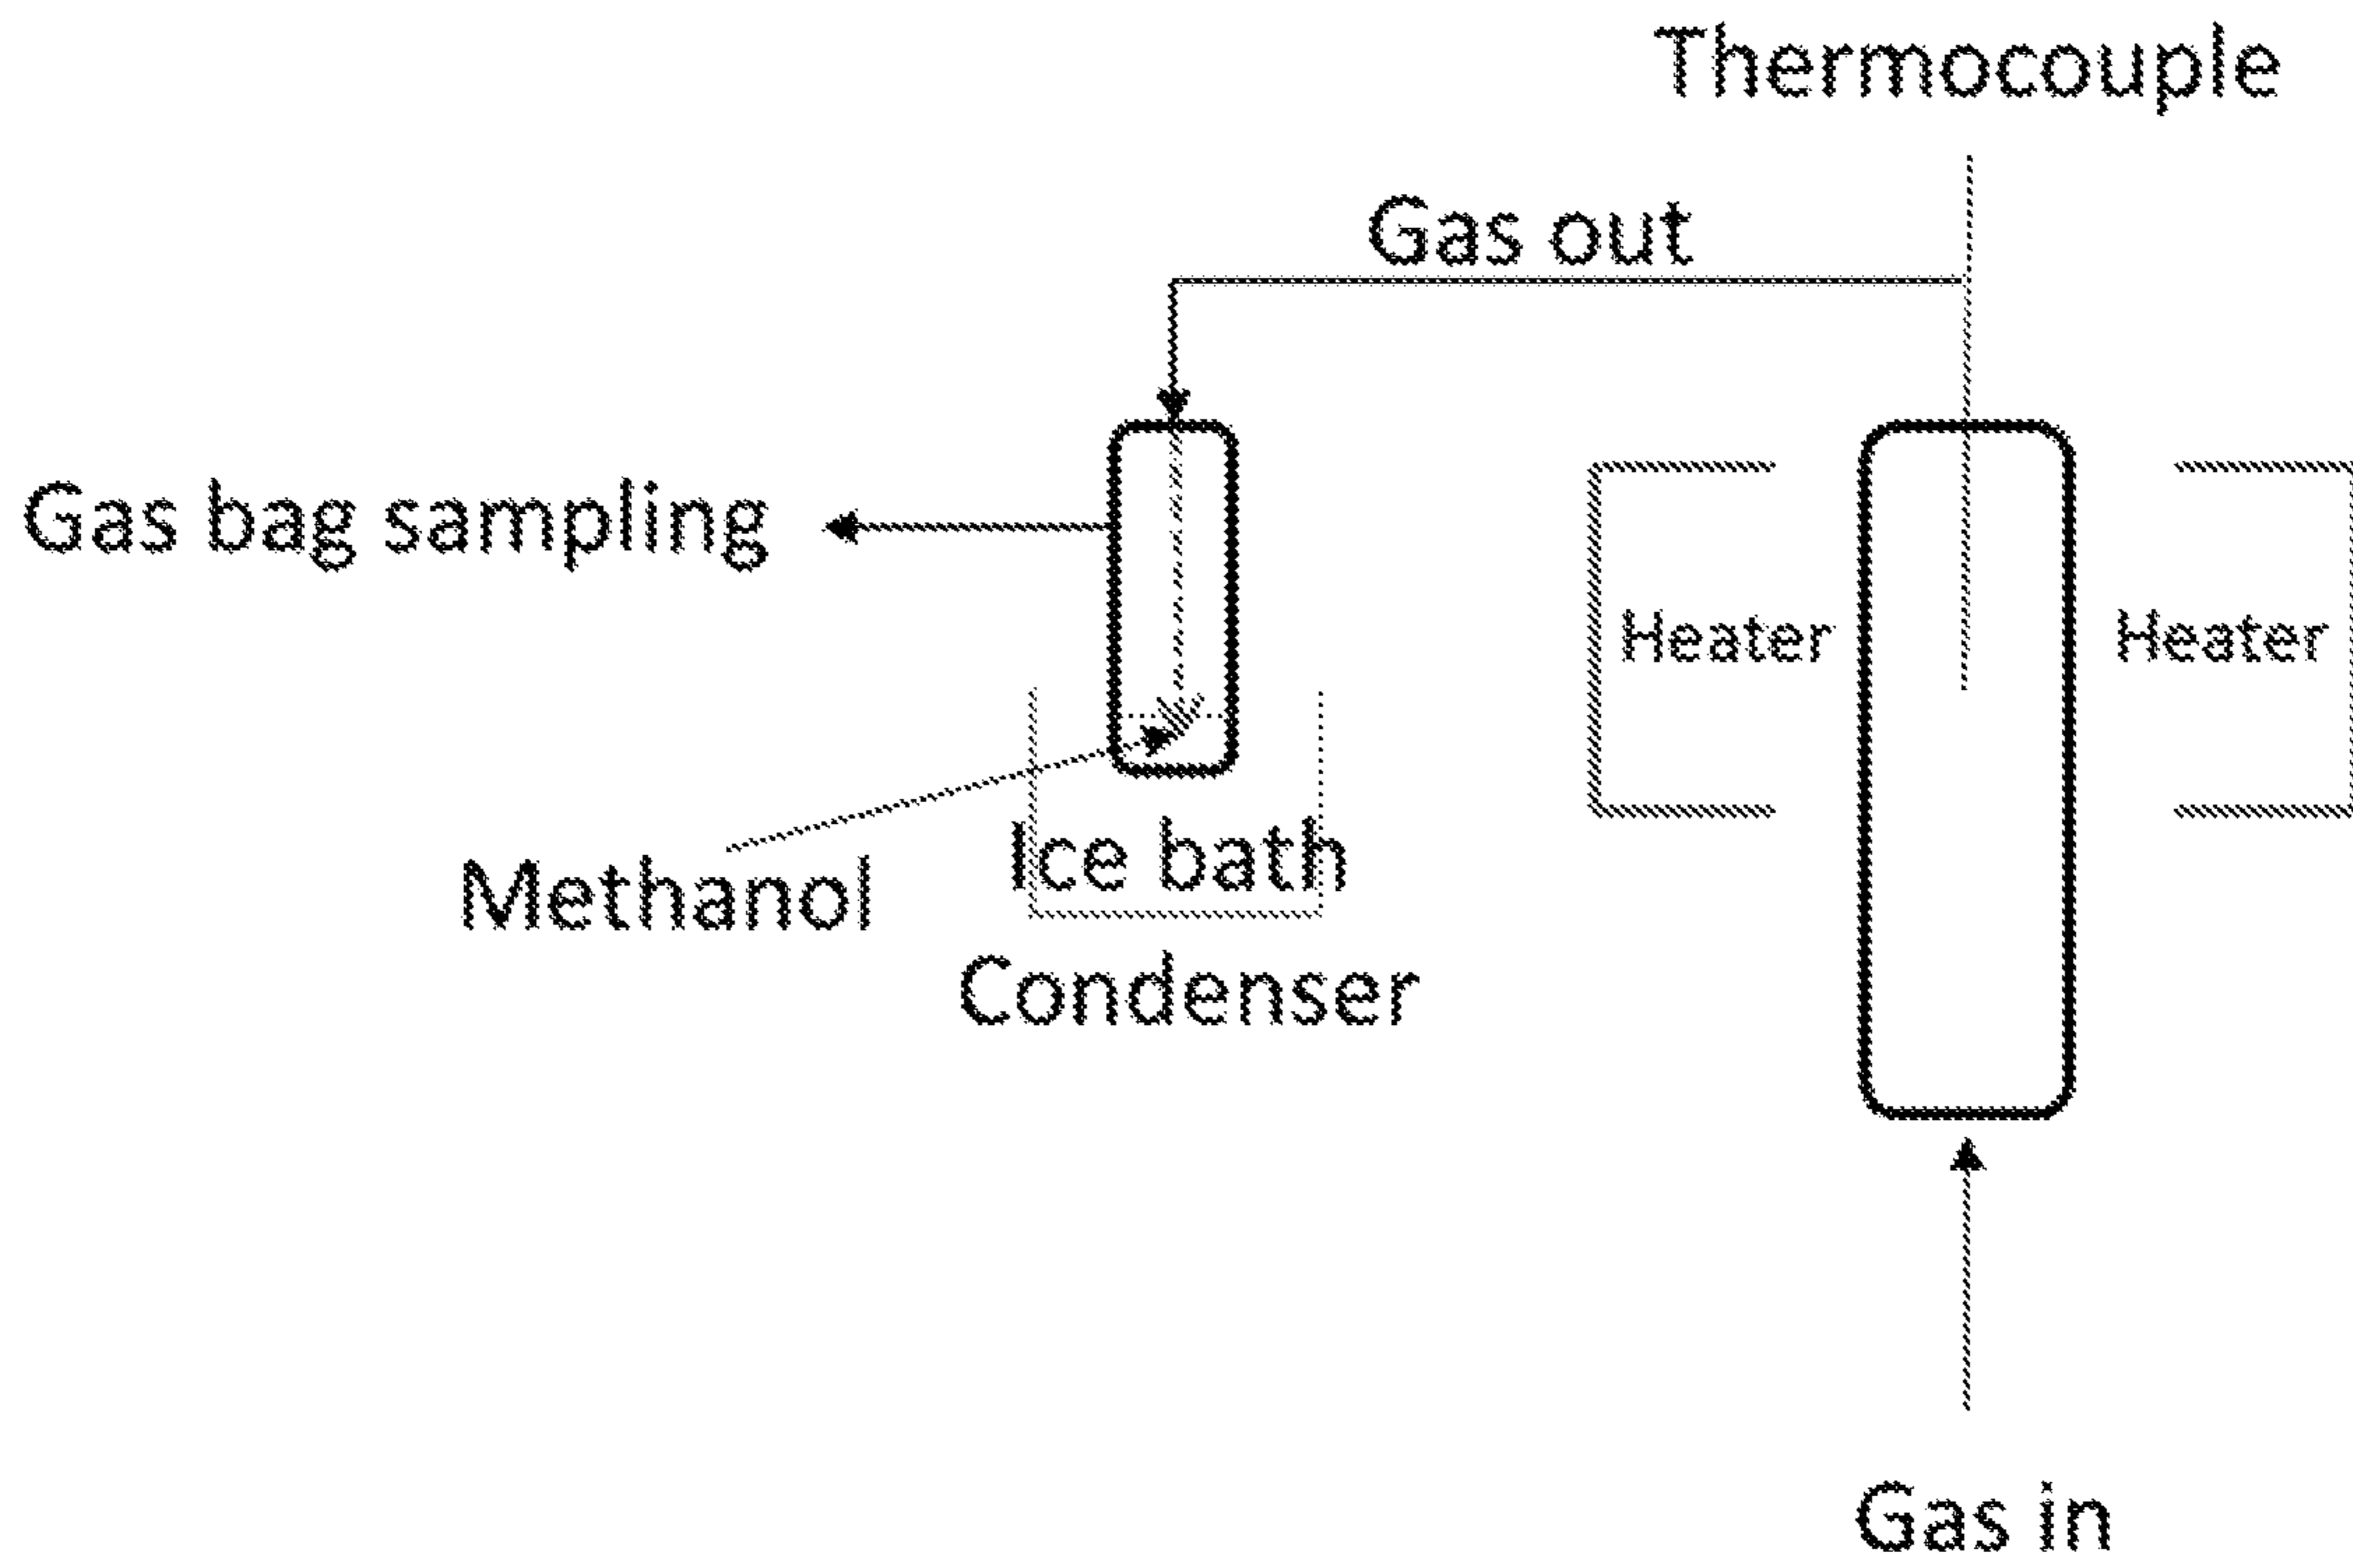 Thermocouple
Gas out
Gas bag sampling
Heater
Heater
Methanol
Ice bath
Condenser
Gas in